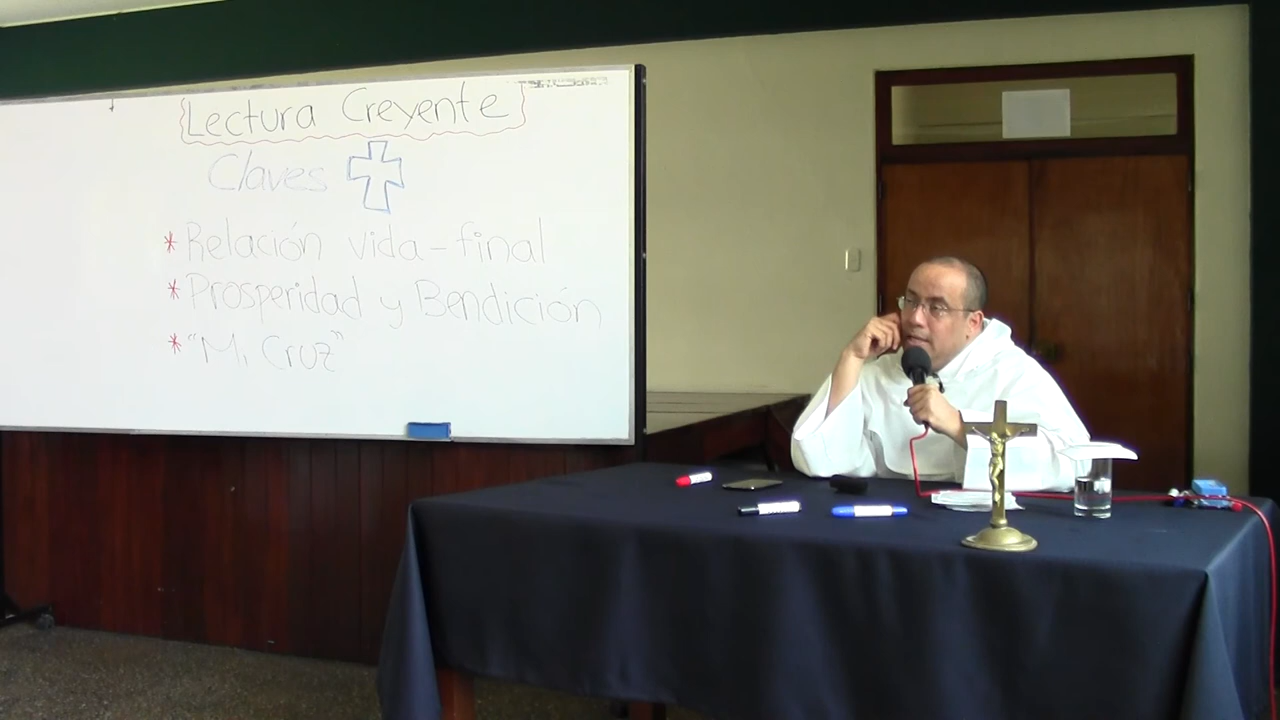 Lectura Creyente
Claves
* Relación vida - final
* Prosperidad y Bendición
* "M. Cruz"